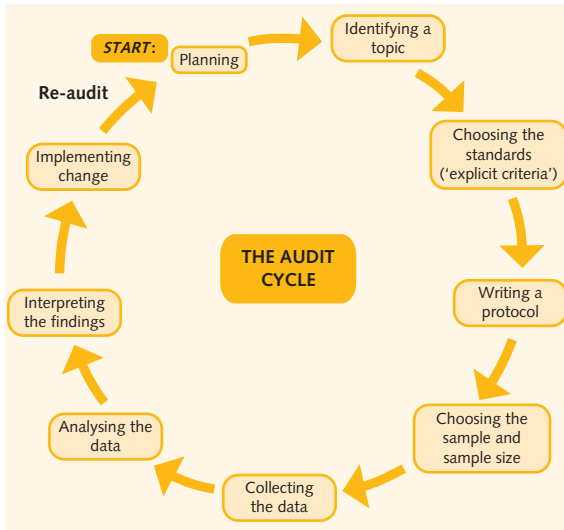 START:
Planning
Identifying a
topic
Choosing the
standards
(‘explicit criteria’)
Writing a
protocol
Choosing the
sample and
sample size
Collecting
the data
Analysing the
data
Interpreting
the findings
Implementing
change
Re-audit
THE AUDIT
CYCLE